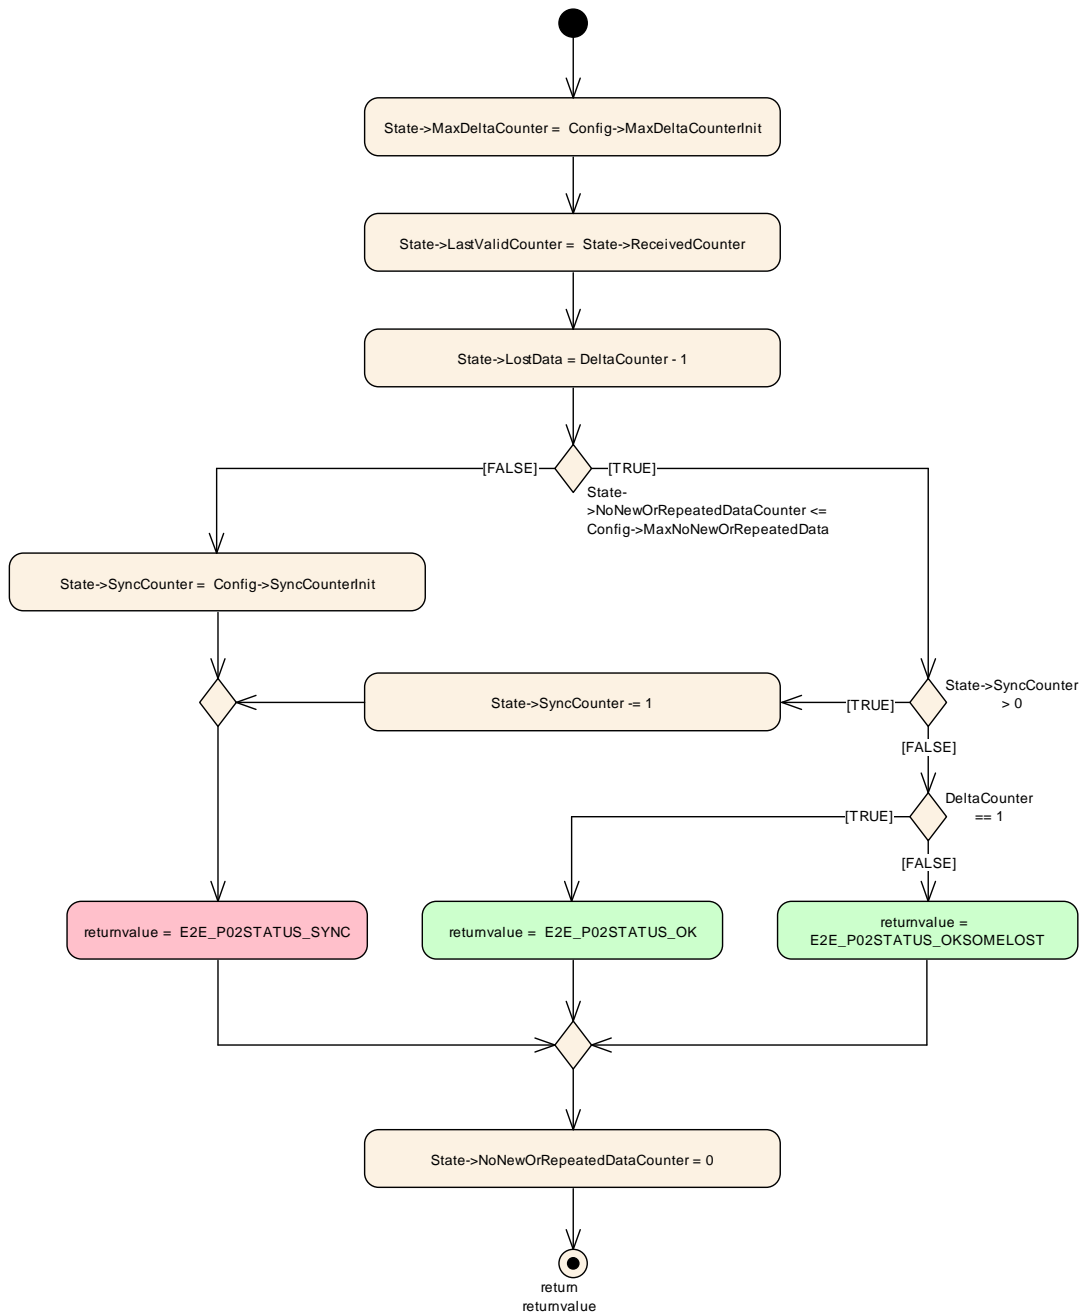 State->MaxDeltaCounter = Config->MaxDeltaCounterInit
State->LastValidCounter = State->ReceivedCounter
State->LostData = DeltaCounter - 1
[FALSE]
[TRUE]
State-
>NoNewOrRepeatedDataCounter <=
Config->MaxNoNewOrRepeatedData
State->SyncCounter = Config->SyncCounterInit
State->SyncCounter -= 1
[TRUE]
State->SyncCounter
> 0
[FALSE]
DeltaCounter
== 1
[TRUE]
[FALSE]
returnvalue = E2E_P02STATUS_SYNC
returnvalue = E2E_P02STATUS_OK
returnvalue =
E2E_P02STATUS_OKSOMELOST
State->NoNewOrRepeatedDataCounter = 0
return
returnvalue